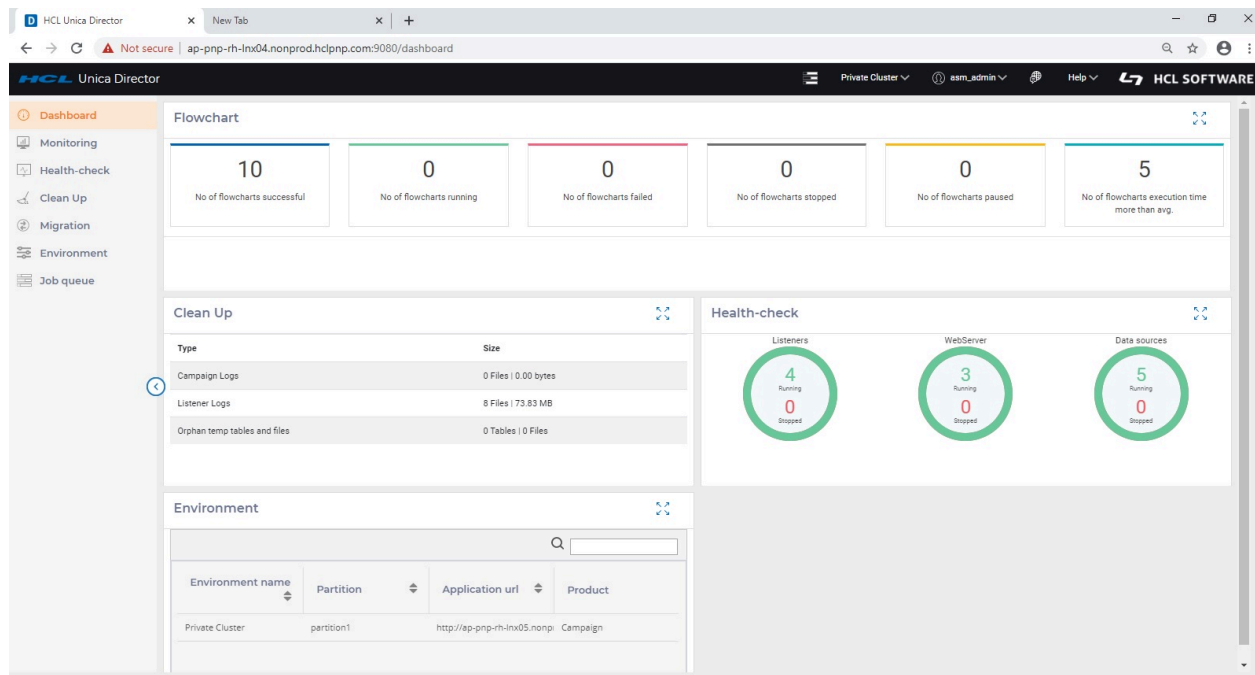 D HCL Unica Director
New Tab
Not secure | ap-pnp-rh-lnx04.nonprod.hclpnp.com:9080/dashboard
HCL Unica Director
Private Cluster
asm_admin
Help
HCL SOFTWARE
Dashboard
Monitoring
Health-check
Clean Up
Migration
Environment
Job queue
Flowchart
10
No of flowcharts successful
0
No of flowcharts running
0
No of flowcharts failed
0
No of flowcharts stopped
0
No of flowcharts paused
5
No of flowcharts execution time
more than avg.
Clean Up
Type Size
Campaign Logs 0 Files | 0.00 bytes
Listener Logs 8 Files | 73.83 MB
Orphan temp tables and files 0 Tables | 0 Files
Health-check
Listeners
4
Running
0
Stopped
WebServer
3
Running
0
Stopped
Data sources
5
Running
0
Stopped
Environment
Environment name Partition Application url Product
Private Cluster partition1 http://ap-pnp-rh-lnx05.nonp Campaign